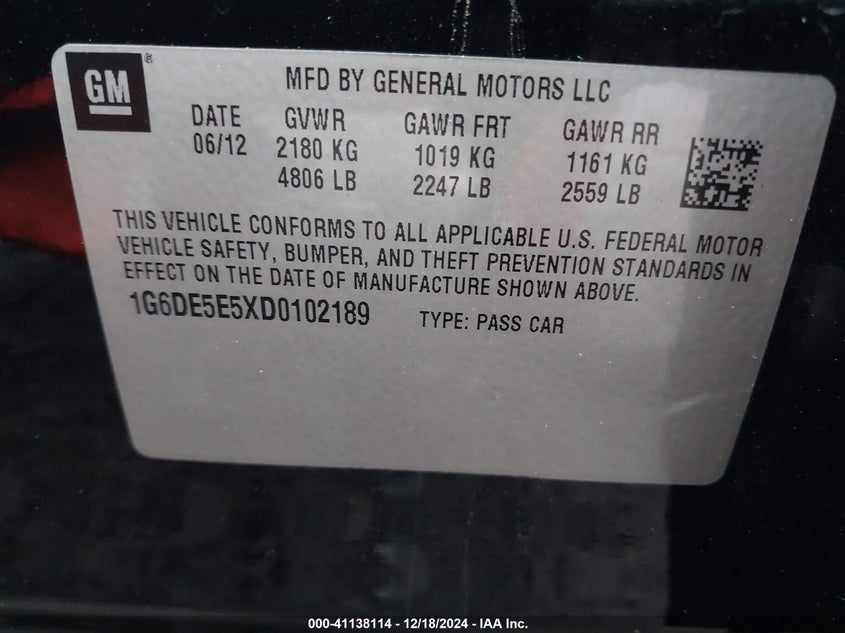 GM
MFD BY GENERAL MOTORS LLC
DATE GVWR GAWR FRT GAWR RR
06/12 2180 KG 1019 KG 1161 KG
4806 LB 2247 LB 2559 LB
THIS VEHICLE CONFORMS TO ALL APPLICABLE U.S. FEDERAL MOTOR
VEHICLE SAFETY, BUMPER, AND THEFT PREVENTION STANDARDS IN
EFFECT ON THE DATE OF MANUFACTURE SHOWN ABOVE.
1G6DE5E5XD0102189 TYPE: PASS CAR
000-41138114 - 12/18/2024 - IAA Inc.